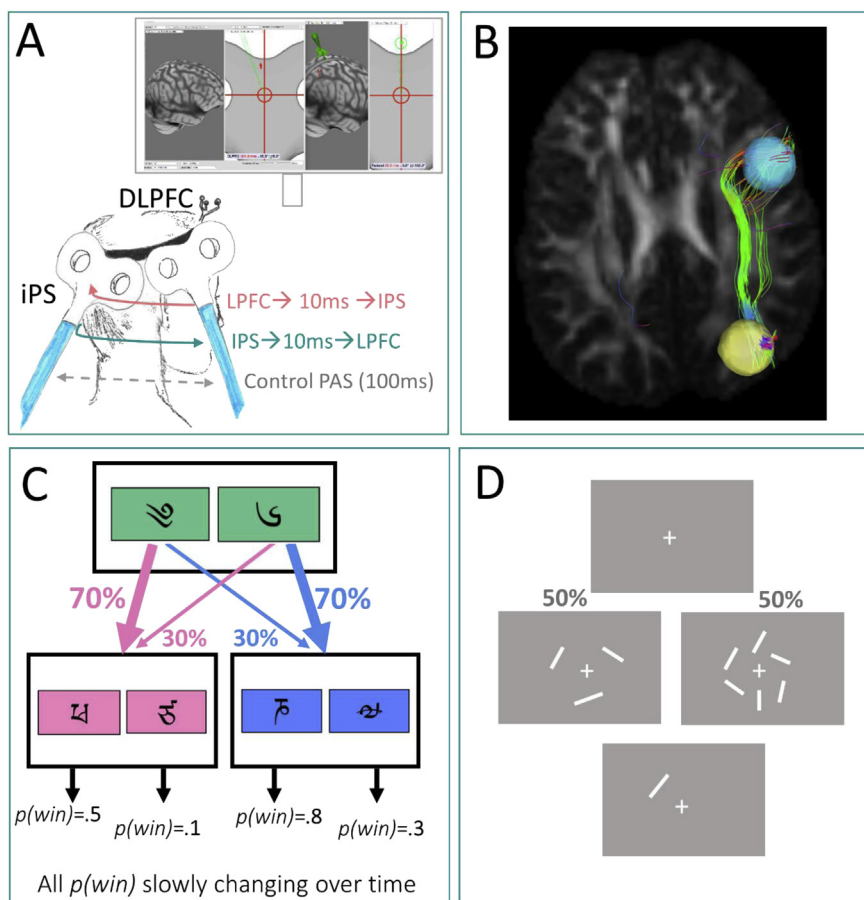 A
DLPFC
iPS
LPFC→ 10ms →IPS
IPS→10ms→LPFC
Control PAS (100ms)
B
C
70%
70%
30%
30%
p(win)=.5
p(win)=.1
p(win)=.8
p(win)=.3
All p(win) slowly changing over time
D
50%
50%